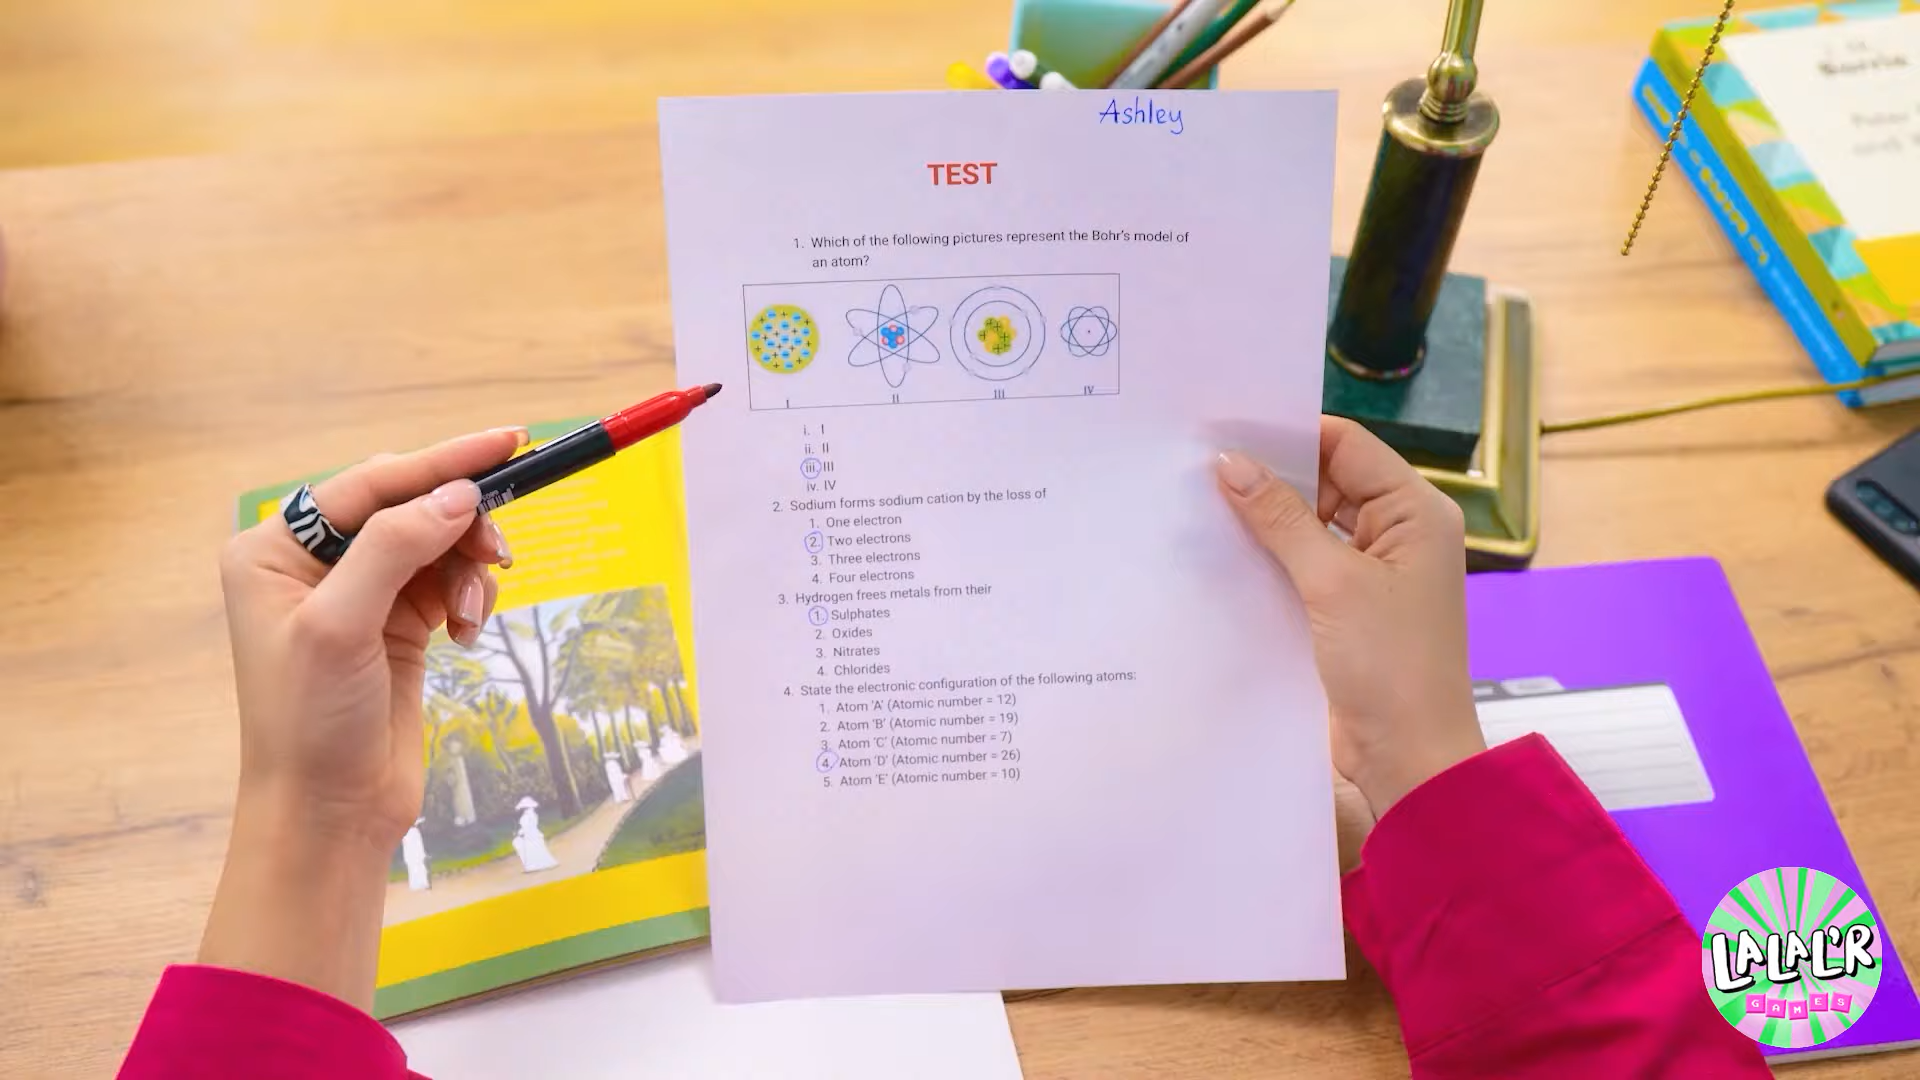 Ashley
TEST
1. Which of the following pictures represent the Bohr's model of
an atom?
I II III IV
i. I
ii. II
iii. III
iv. IV
2. Sodium forms sodium cation by the loss of
1. One electron
2. Two electrons
3. Three electrons
4. Four electrons
3. Hydrogen frees metals from their
1. Sulphates
2. Oxides
3. Nitrates
4. Chlorides
4. State the electronic configuration of the following atoms:
1. Atom 'A' (Atomic number = 12)
2. Atom 'B' (Atomic number = 19)
3. Atom 'C' (Atomic number = 7)
4. Atom 'D' (Atomic number = 26)
5. Atom 'E' (Atomic number = 10)
LALAL'R
GAMES